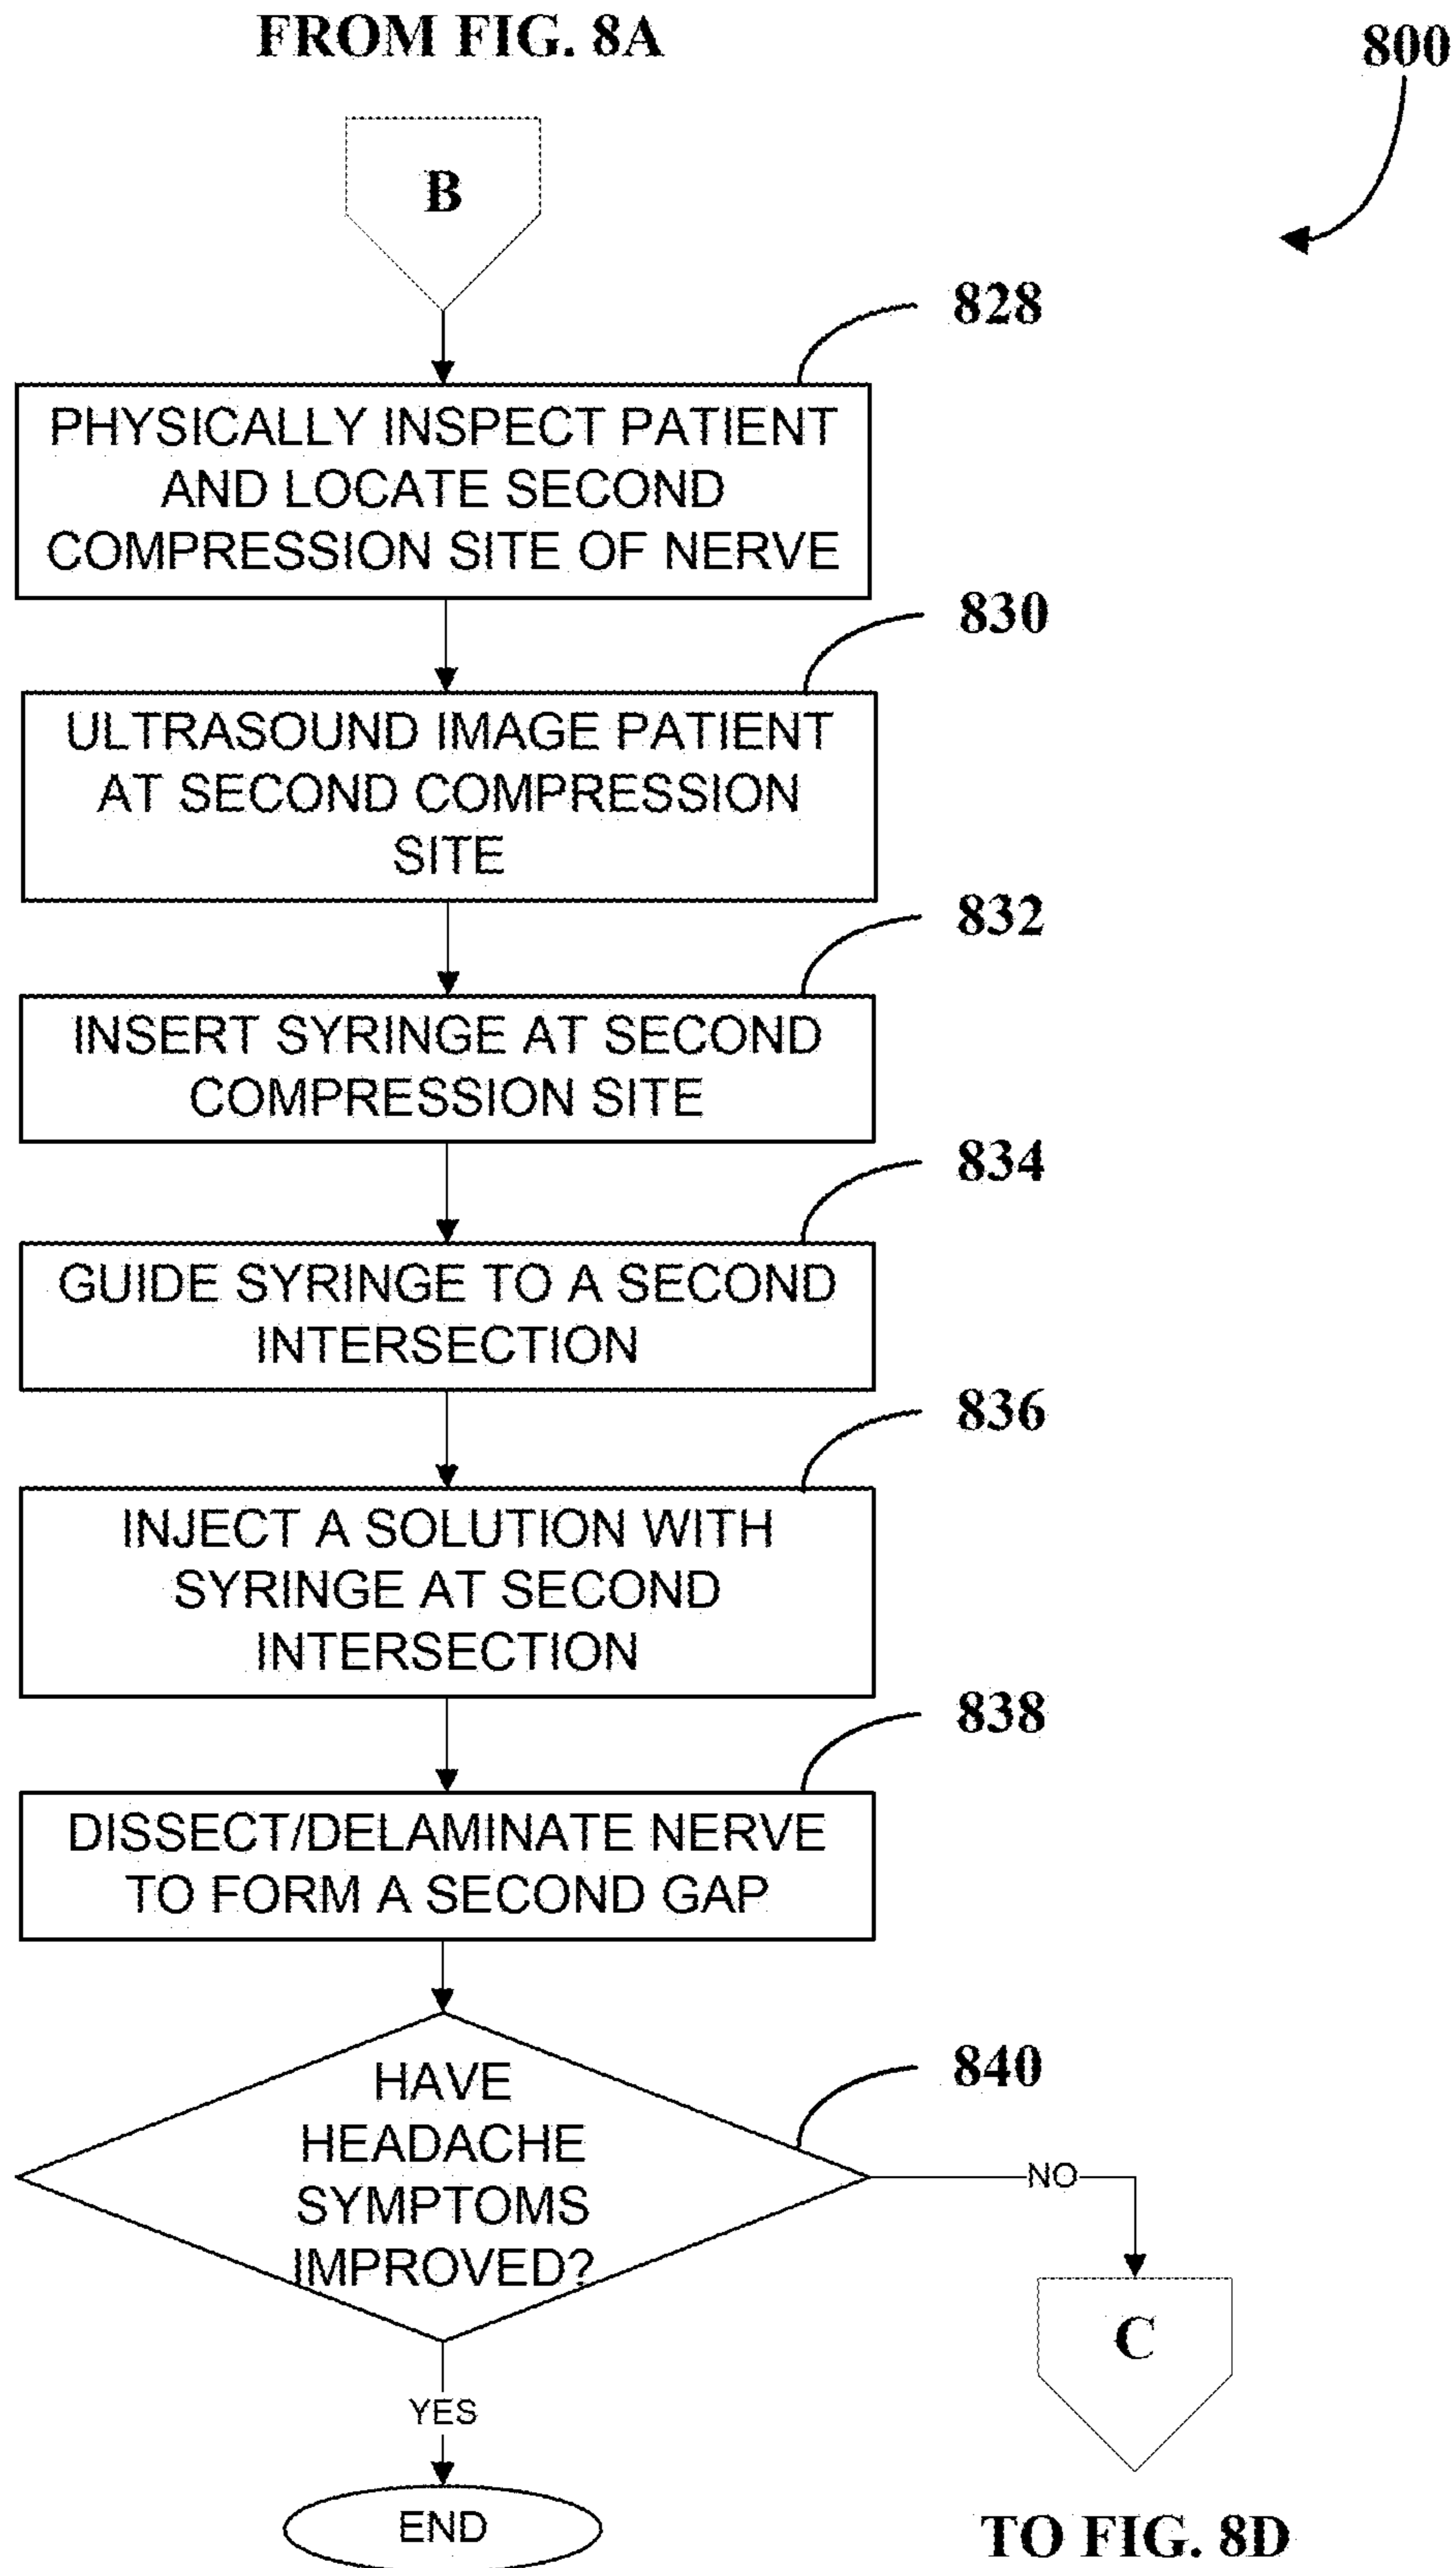 FROM FIG. 8A
800
B
828
PHYSICALLY INSPECT PATIENT
AND LOCATE SECOND
COMPRESSION SITE OF NERVE
830
ULTRASOUND IMAGE PATIENT
AT SECOND COMPRESSION
SITE
832
INSERT SYRINGE AT SECOND
COMPRESSION SITE
834
GUIDE SYRINGE TO A SECOND
INTERSECTION
836
INJECT A SOLUTION WITH
SYRINGE AT SECOND
INTERSECTION
838
DISSECT/DELAMINATE NERVE
TO FORM A SECOND GAP
840
HAVE
HEADACHE
SYMPTOMS
IMPROVED?
NO
C
YES
END
TO FIG. 8D